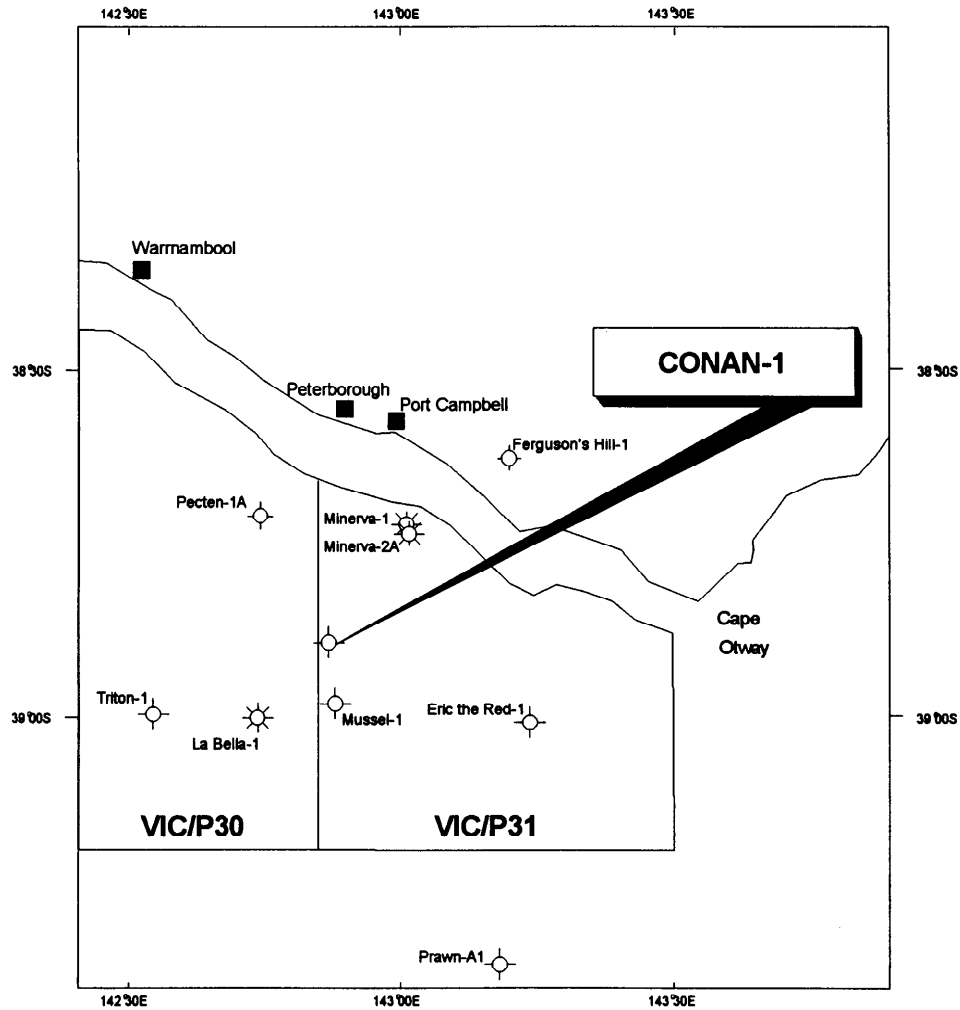 142°30E 143°00E 143°30E
Warrnambool
CONAN-1
38°30S 38°30S
Peterborough
Port Campbell
Ferguson's Hill-1
Pecten-1A
Minerva-1
Minerva-2A
Cape
Otway
Triton-1
Mussel-1
Eric the Red-1
39°00S 39°00S
La Bella-1
VIC/P30 VIC/P31
Prawn-A1
142°30E 143°00E 143°30E